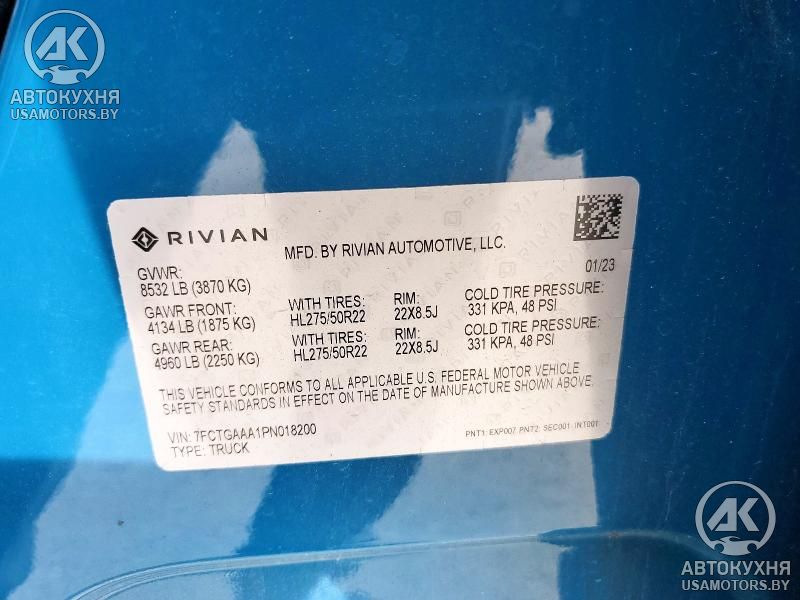 АВТОКУХНЯ
USAMOTORS.BY
RIVIAN
MFD. BY RIVIAN AUTOMOTIVE, LLC.
01/23
GVWR:
8532 LB (3870 KG)
GAWR FRONT: WITH TIRES: RIM: COLD TIRE PRESSURE:
4134 LB (1875 KG) HL275/50R22 22X8.5J 331 KPA, 48 PSI
GAWR REAR: WITH TIRES: RIM: COLD TIRE PRESSURE:
4960 LB (2250 KG) HL275/50R22 22X8.5J 331 KPA, 48 PSI
THIS VEHICLE CONFORMS TO ALL APPLICABLE U.S. FEDERAL MOTOR VEHICLE
SAFETY STANDARDS IN EFFECT ON THE DATE OF MANUFACTURE SHOWN ABOVE.
VIN: 7FCTGAAA1PN018200
PNT1: EXP007 PNT2: SEC001 INT001
TYPE: TRUCK
АВТОКУХНЯ
USAMOTORS.BY